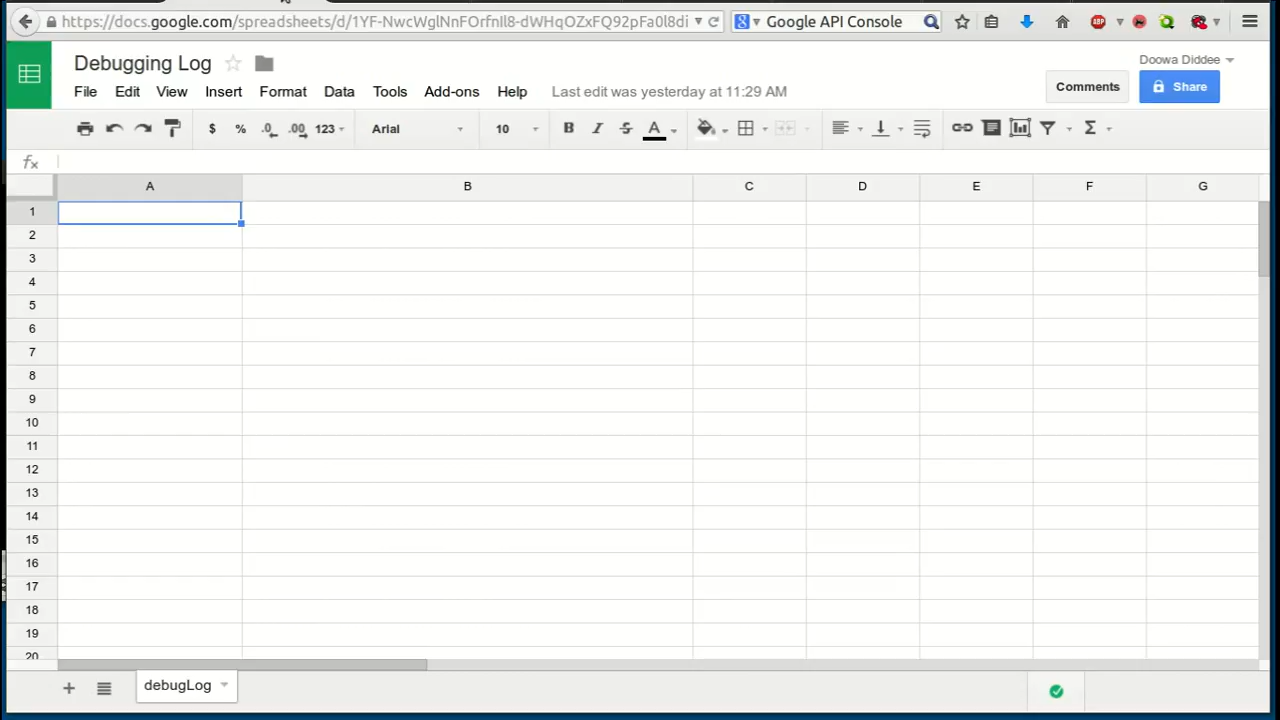 https://docs.google.com/spreadsheets/d/1YF-NwcWglNnFOrfnIl8-dWHqOZxFQ92pFa0l8di
Google API Console
ABP
Debugging Log
Doowa Diddee
File Edit View Insert Format Data Tools Add-ons Help Last edit was yesterday at 11:29 AM
Comments
Share
$ % .0 .00 123 Arial 10 B I S A Σ
fx
A B C D E F G
1
2
3
4
5
6
7
8
9
10
11
12
13
14
15
16
17
18
19
20
+ debugLog